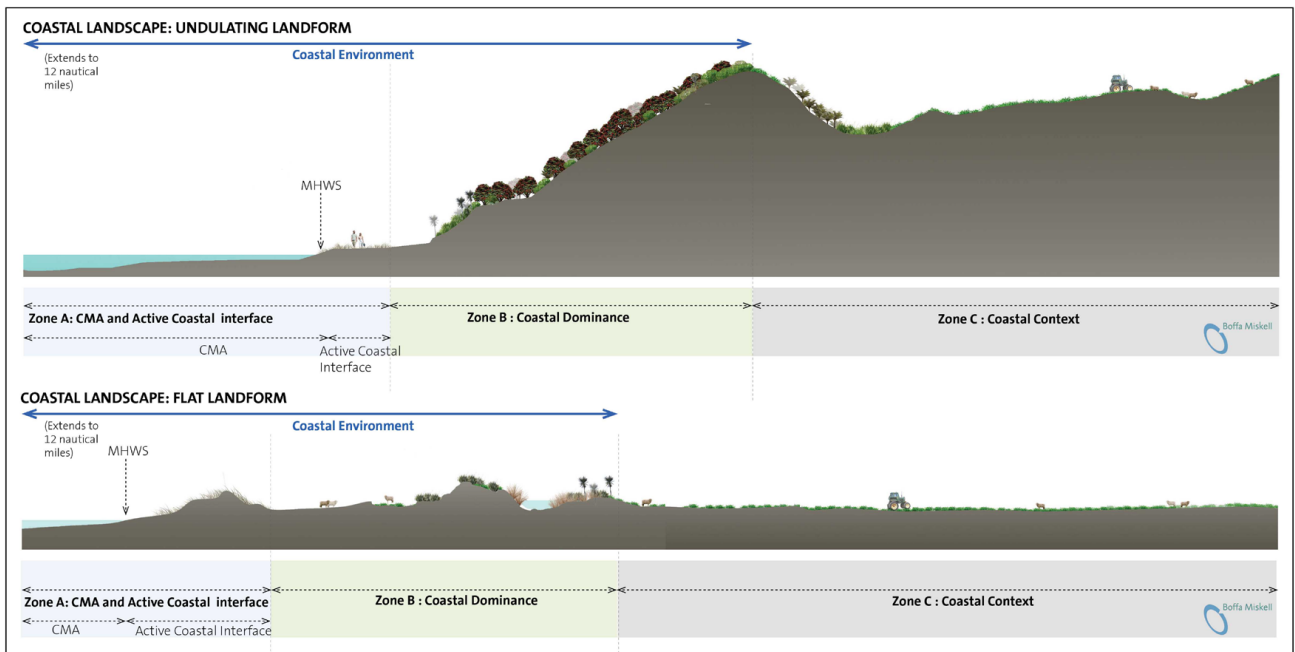 COASTAL LANDSCAPE: UNDULATING LANDFORM
Coastal Environment
(Extends to
12 nautical
miles)
MHWS
Zone A: CMA and Active Coastal interface
Zone B : Coastal Dominance
Zone C : Coastal Context
CMA
Active Coastal
Interface
Boffa Miskell
COASTAL LANDSCAPE: FLAT LANDFORM
Coastal Environment
(Extends to
12 nautical
miles)
MHWS
Zone A: CMA and Active Coastal interface
Zone B : Coastal Dominance
Zone C : Coastal Context
CMA
Active Coastal Interface
Boffa Miskell